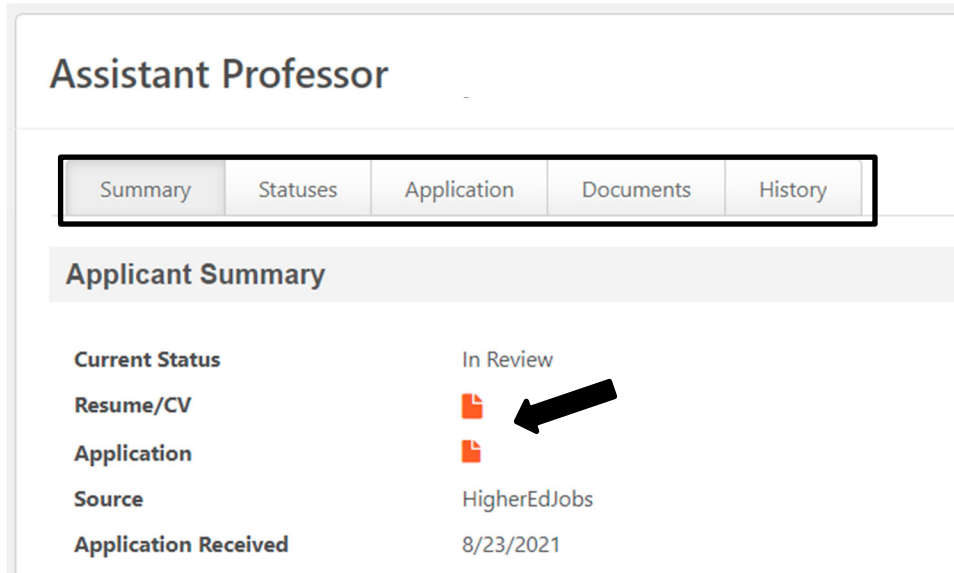 Assistant Professor
Summary Statuses Application Documents History
Applicant Summary
Current Status In Review
Resume/CV
Application
Source HigherEdJobs
Application Received 8/23/2021